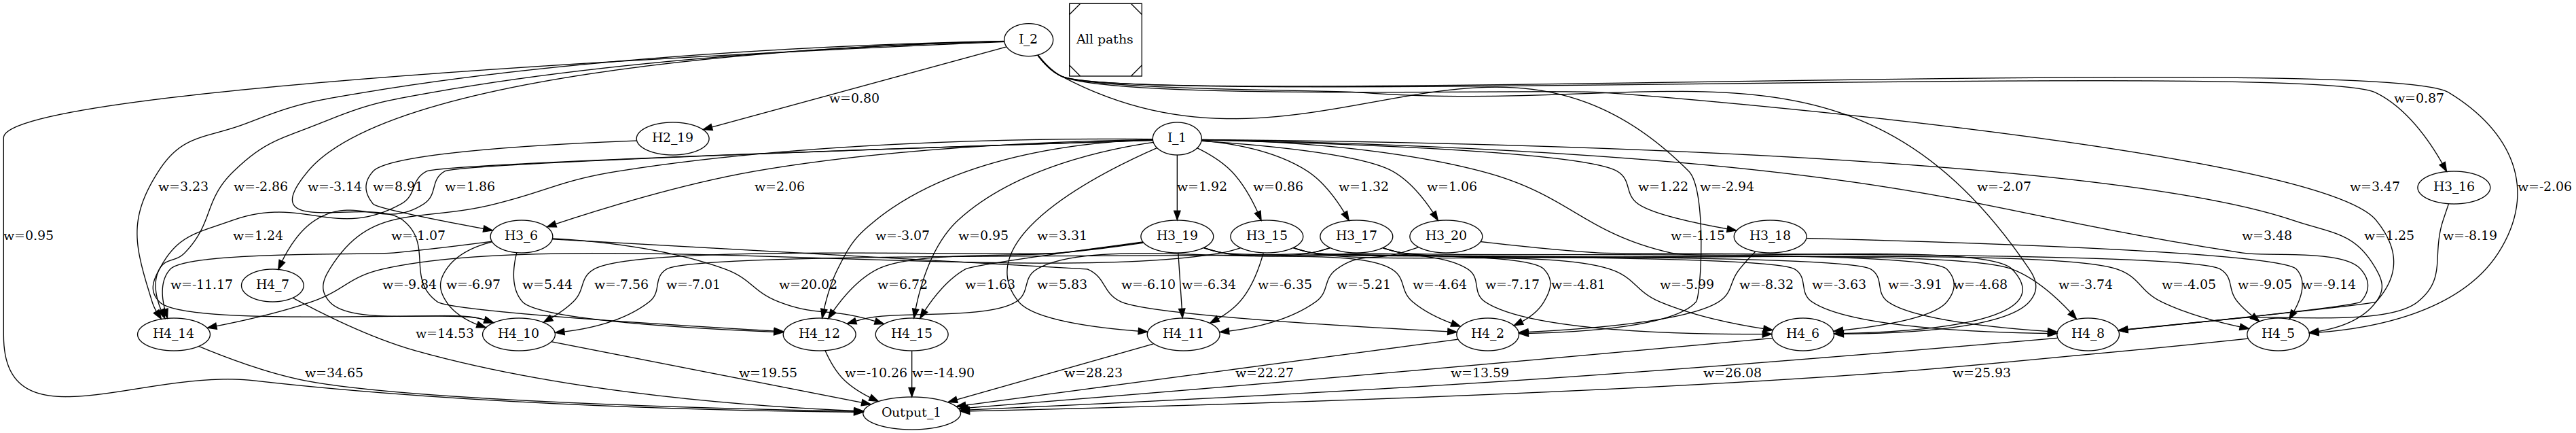 I_2
All paths
w=0.80
w=0.87
H2_19
I_1
w=3.23
w=-2.86
w=-3.14
w=8.91
w=1.86
w=2.06
w=1.92
w=0.86
w=1.32
w=1.06
w=1.22
w=-2.94
w=-2.07
w=3.47
H3_16
w=-2.06
w=0.95
w=1.24
w=-1.07
H3_6
w=-3.07
w=0.95
w=3.31
H3_19
H3_15
H3_17
H3_20
w=-1.15
H3_18
w=3.48
w=1.25
w=-8.19
w=-11.17
H4_7
w=-9.84
w=-6.97
w=5.44
w=-7.56
w=-7.01
w=20.02
w=6.72
w=1.63
w=5.83
w=-6.10
w=-6.34
w=-6.35
w=-5.21
w=-4.64
w=-7.17
w=-4.81
w=-5.99
w=-8.32
w=-3.63
w=-3.91
w=-4.68
w=-3.74
w=-4.05
w=-9.05
w=-9.14
H4_14
w=14.53
H4_10
H4_12
H4_15
H4_11
H4_2
H4_6
H4_8
H4_5
w=34.65
w=19.55
w=-10.26
w=-14.90
w=28.23
w=22.27
w=13.59
w=26.08
w=25.93
Output_1